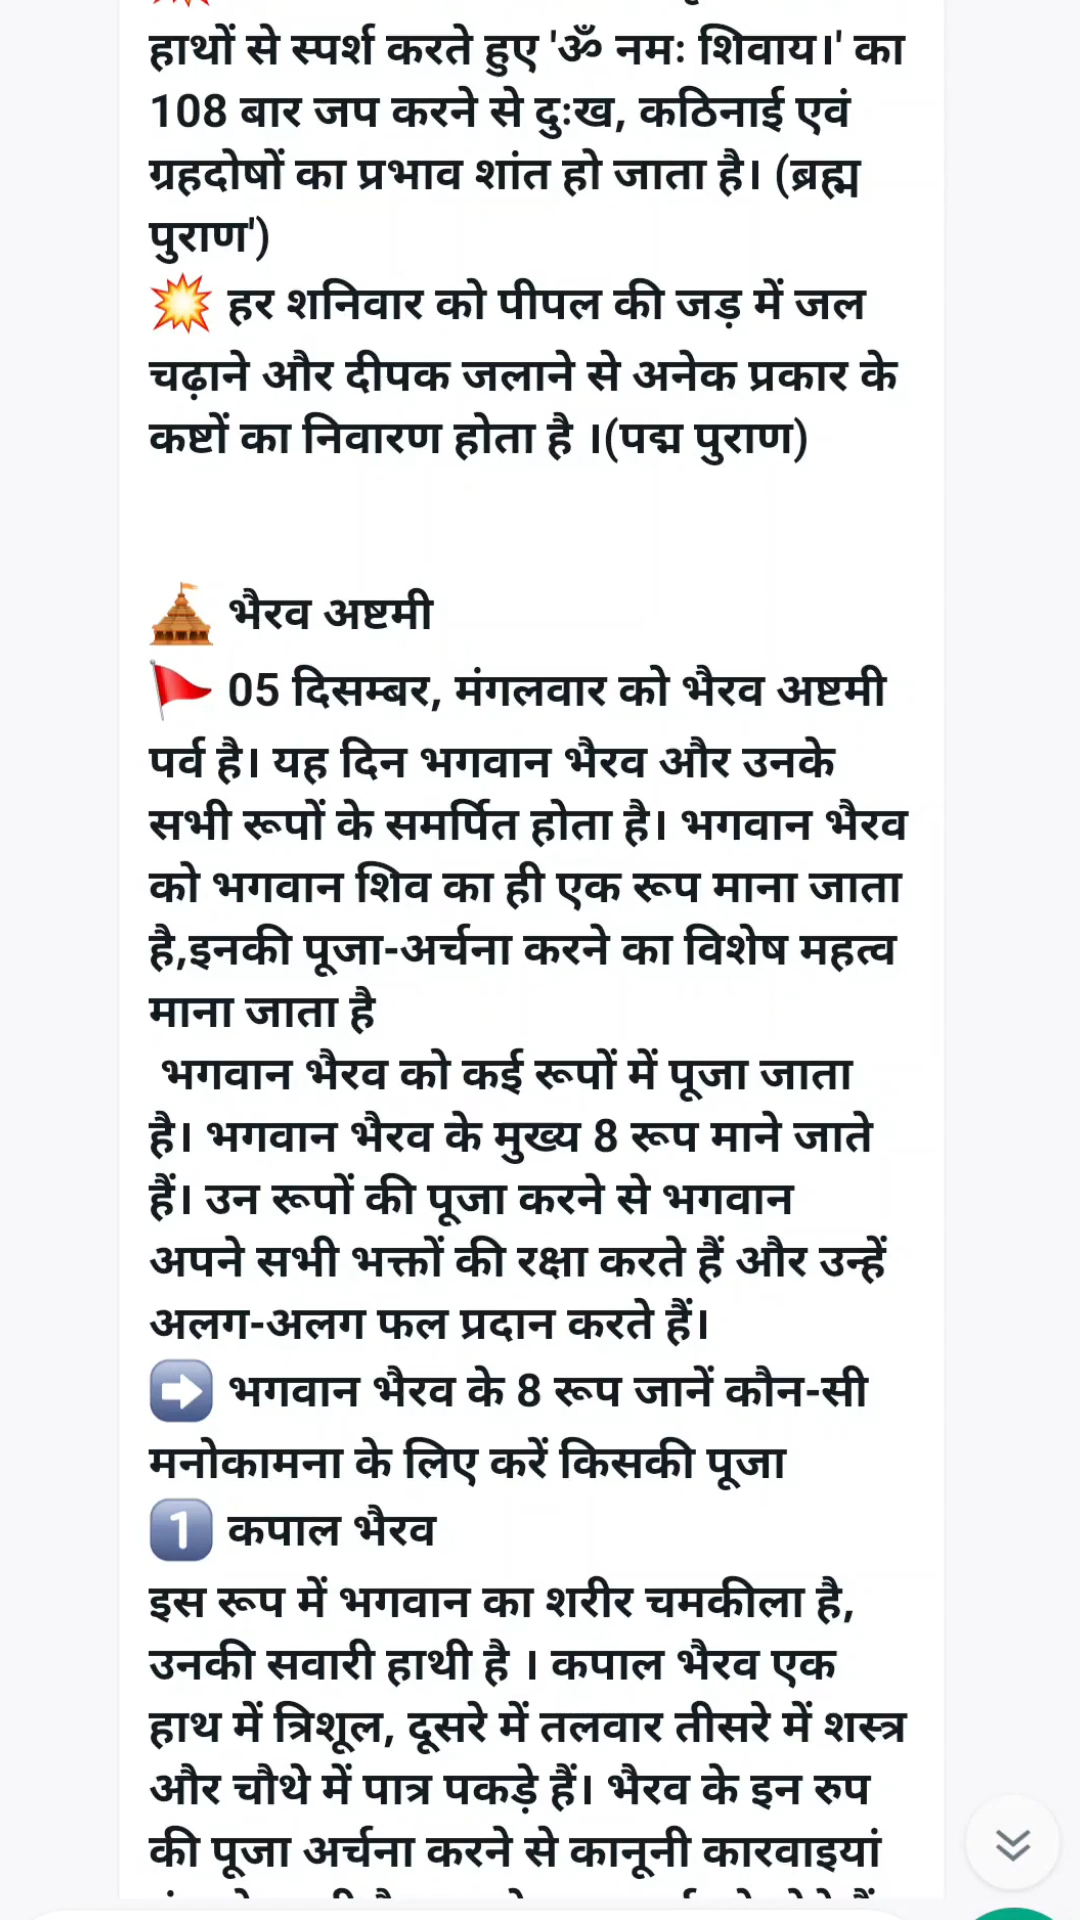 हाथों से स्पर्श करते हुए 'ॐ नमः शिवाय।' का
108 बार जप करने से दुःख, कठिनाई एवं
ग्रहदोषों का प्रभाव शांत हो जाता है। (ब्रह्म
पुराण')
💥 हर शनिवार को पीपल की जड़ में जल
चढ़ाने और दीपक जलाने से अनेक प्रकार के
कष्टों का निवारण होता है ।(पद्म पुराण)
🛕 भैरव अष्टमी
🚩 05 दिसम्बर, मंगलवार को भैरव अष्टमी
पर्व है। यह दिन भगवान भैरव और उनके
सभी रूपों के समर्पित होता है। भगवान भैरव
को भगवान शिव का ही एक रूप माना जाता
है,इनकी पूजा-अर्चना करने का विशेष महत्व
माना जाता है
भगवान भैरव को कई रूपों में पूजा जाता
है। भगवान भैरव के मुख्य 8 रूप माने जाते
हैं। उन रूपों की पूजा करने से भगवान
अपने सभी भक्तों की रक्षा करते हैं और उन्हें
अलग-अलग फल प्रदान करते हैं।
➡️ भगवान भैरव के 8 रूप जानें कौन-सी
मनोकामना के लिए करें किसकी पूजा
1️⃣ कपाल भैरव
इस रूप में भगवान का शरीर चमकीला है,
उनकी सवारी हाथी है । कपाल भैरव एक
हाथ में त्रिशूल, दूसरे में तलवार तीसरे में शस्त्र
और चौथे में पात्र पकड़े हैं। भैरव के इन रुप
की पूजा अर्चना करने से कानूनी कारवाइयां